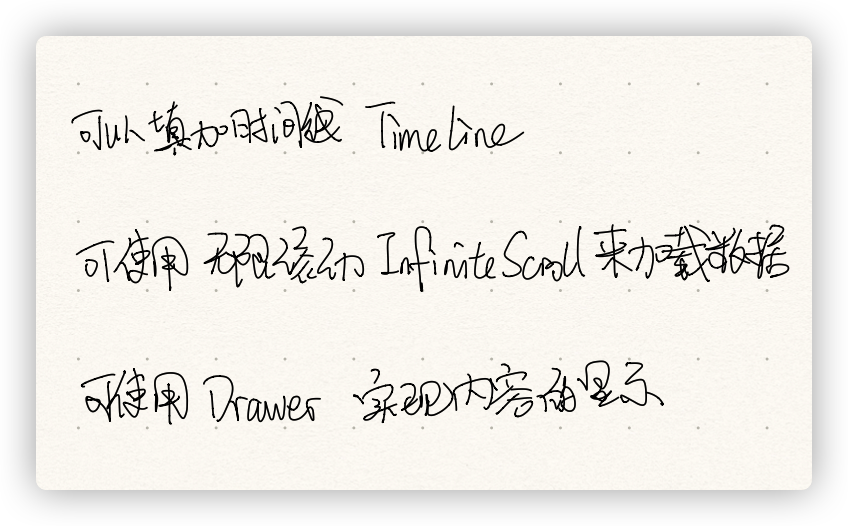 可以填加时间线 Timeline
可使用 无限滚动 InfiniteScroll 来加载数据
可使用 Drawer 实现内容的显示